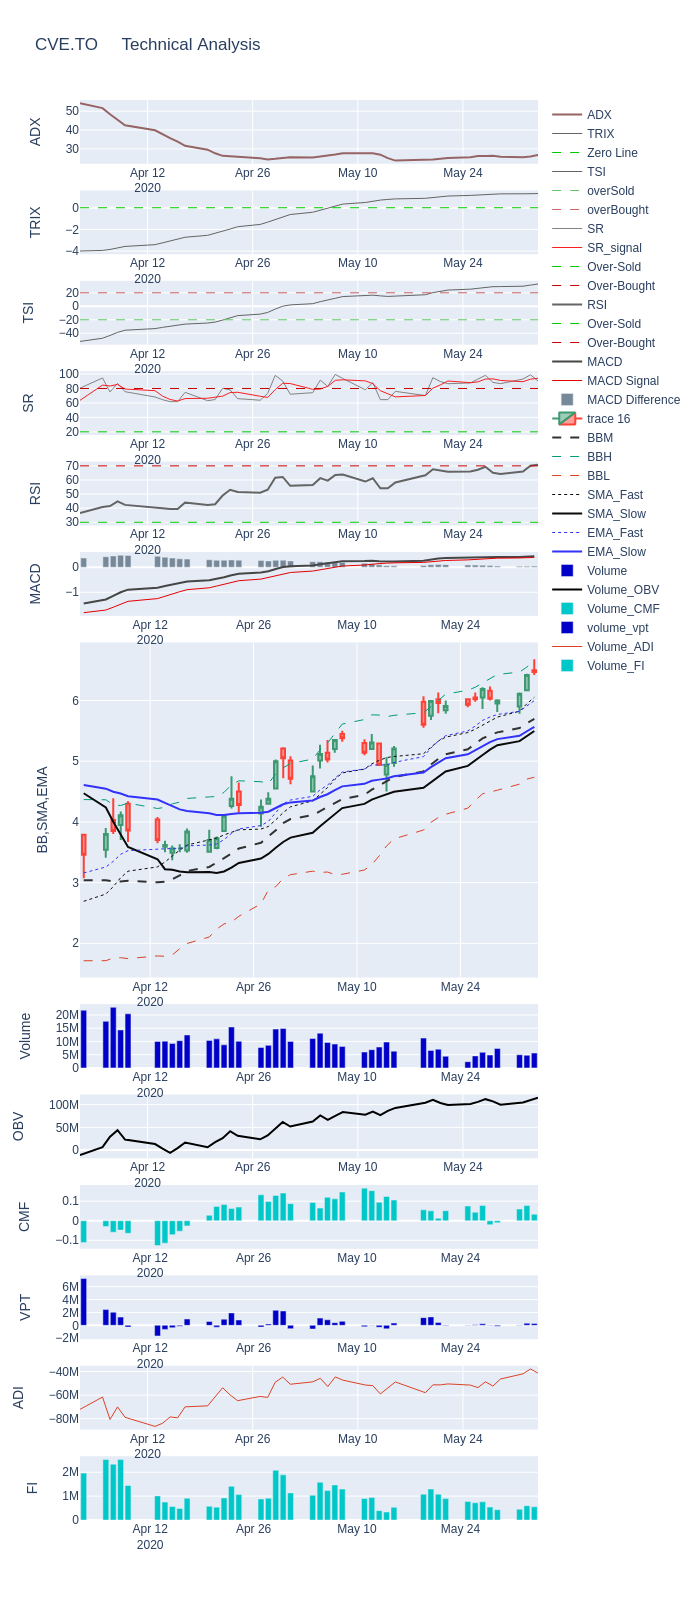 CVE.TO Technical Analysis
ADX
50
40
30
Apr 12
2020
Apr 26
May 10
May 24
TRIX
0
−2
−4
Apr 12
2020
Apr 26
May 10
May 24
TSI
20
0
−20
−40
Apr 12
2020
Apr 26
May 10
May 24
SR
100
80
60
40
20
Apr 12
2020
Apr 26
May 10
May 24
RSI
70
60
50
40
30
Apr 12
2020
Apr 26
May 10
May 24
MACD
0
−1
Apr 12
2020
Apr 26
May 10
May 24
BB,SMA,EMA
6
5
4
3
2
Apr 12
2020
Apr 26
May 10
May 24
Volume
20M
15M
10M
5M
0
Apr 12
2020
Apr 26
May 10
May 24
OBV
100M
50M
0
Apr 12
2020
Apr 26
May 10
May 24
CMF
0.1
0
−0.1
Apr 12
2020
Apr 26
May 10
May 24
VPT
6M
4M
2M
0
−2M
Apr 12
2020
Apr 26
May 10
May 24
ADI
−40M
−60M
−80M
Apr 12
2020
Apr 26
May 10
May 24
FI
2M
1M
0
Apr 12
2020
Apr 26
May 10
May 24
ADX
TRIX
Zero Line
TSI
overSold
overBought
SR
SR_signal
Over-Sold
Over-Bought
RSI
Over-Sold
Over-Bought
MACD
MACD Signal
MACD Difference
trace 16
BBM
BBH
BBL
SMA_Fast
SMA_Slow
EMA_Fast
EMA_Slow
Volume
Volume_OBV
Volume_CMF
volume_vpt
Volume_ADI
Volume_FI